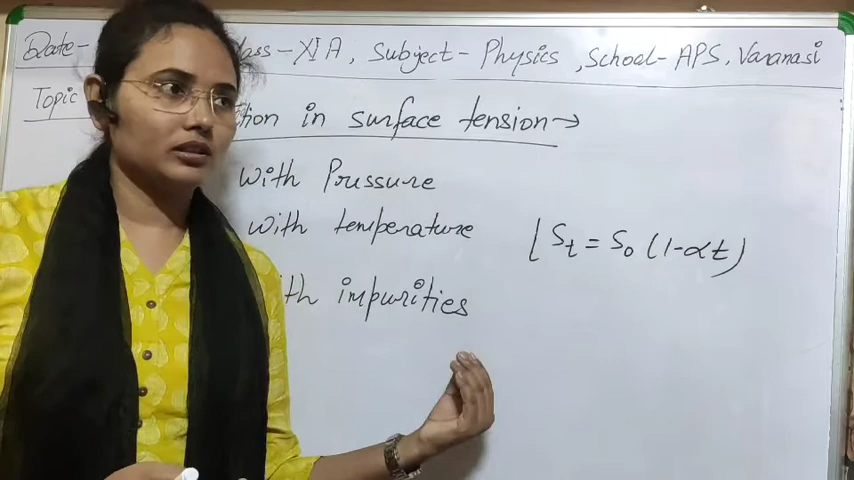 Date- lass-XI A, Subject- Physics, School- APS, Varanasi
Topic
tion in surface tension→
with Pressure
with temperature
St = So (1-αt)
th impurities